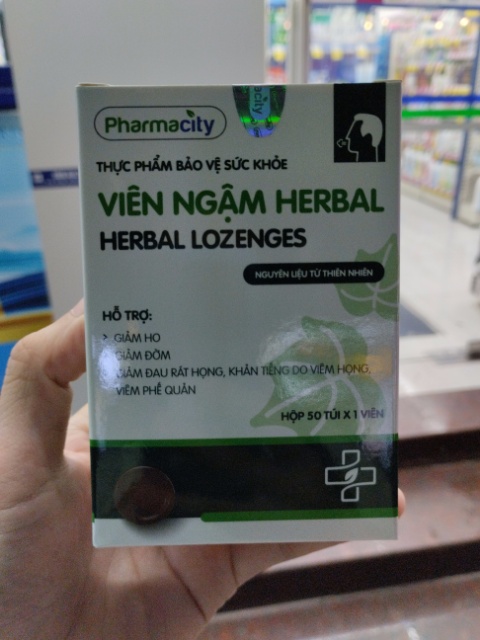 Pharmacity
THỰC PHẨM BẢO VỆ SỨC KHỎE
VIÊN NGẬM HERBAL
HERBAL LOZENGES
NGUYÊN LIỆU TỪ THIÊN NHIÊN
HỖ TRỢ:
> GIẢM HO
GIẢM ĐỜM
GIẢM ĐAU RÁT HỌNG, KHẢN TIẾNG DO VIÊM HỌNG,
VIÊM PHẾ QUẢN
HỘP 50 TÚI X 1 VIÊN